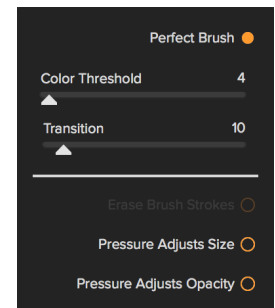 Perfect Brush
Color Threshold 4
Transition 10
Erase Brush Strokes
Pressure Adjusts Size
Pressure Adjusts Opacity